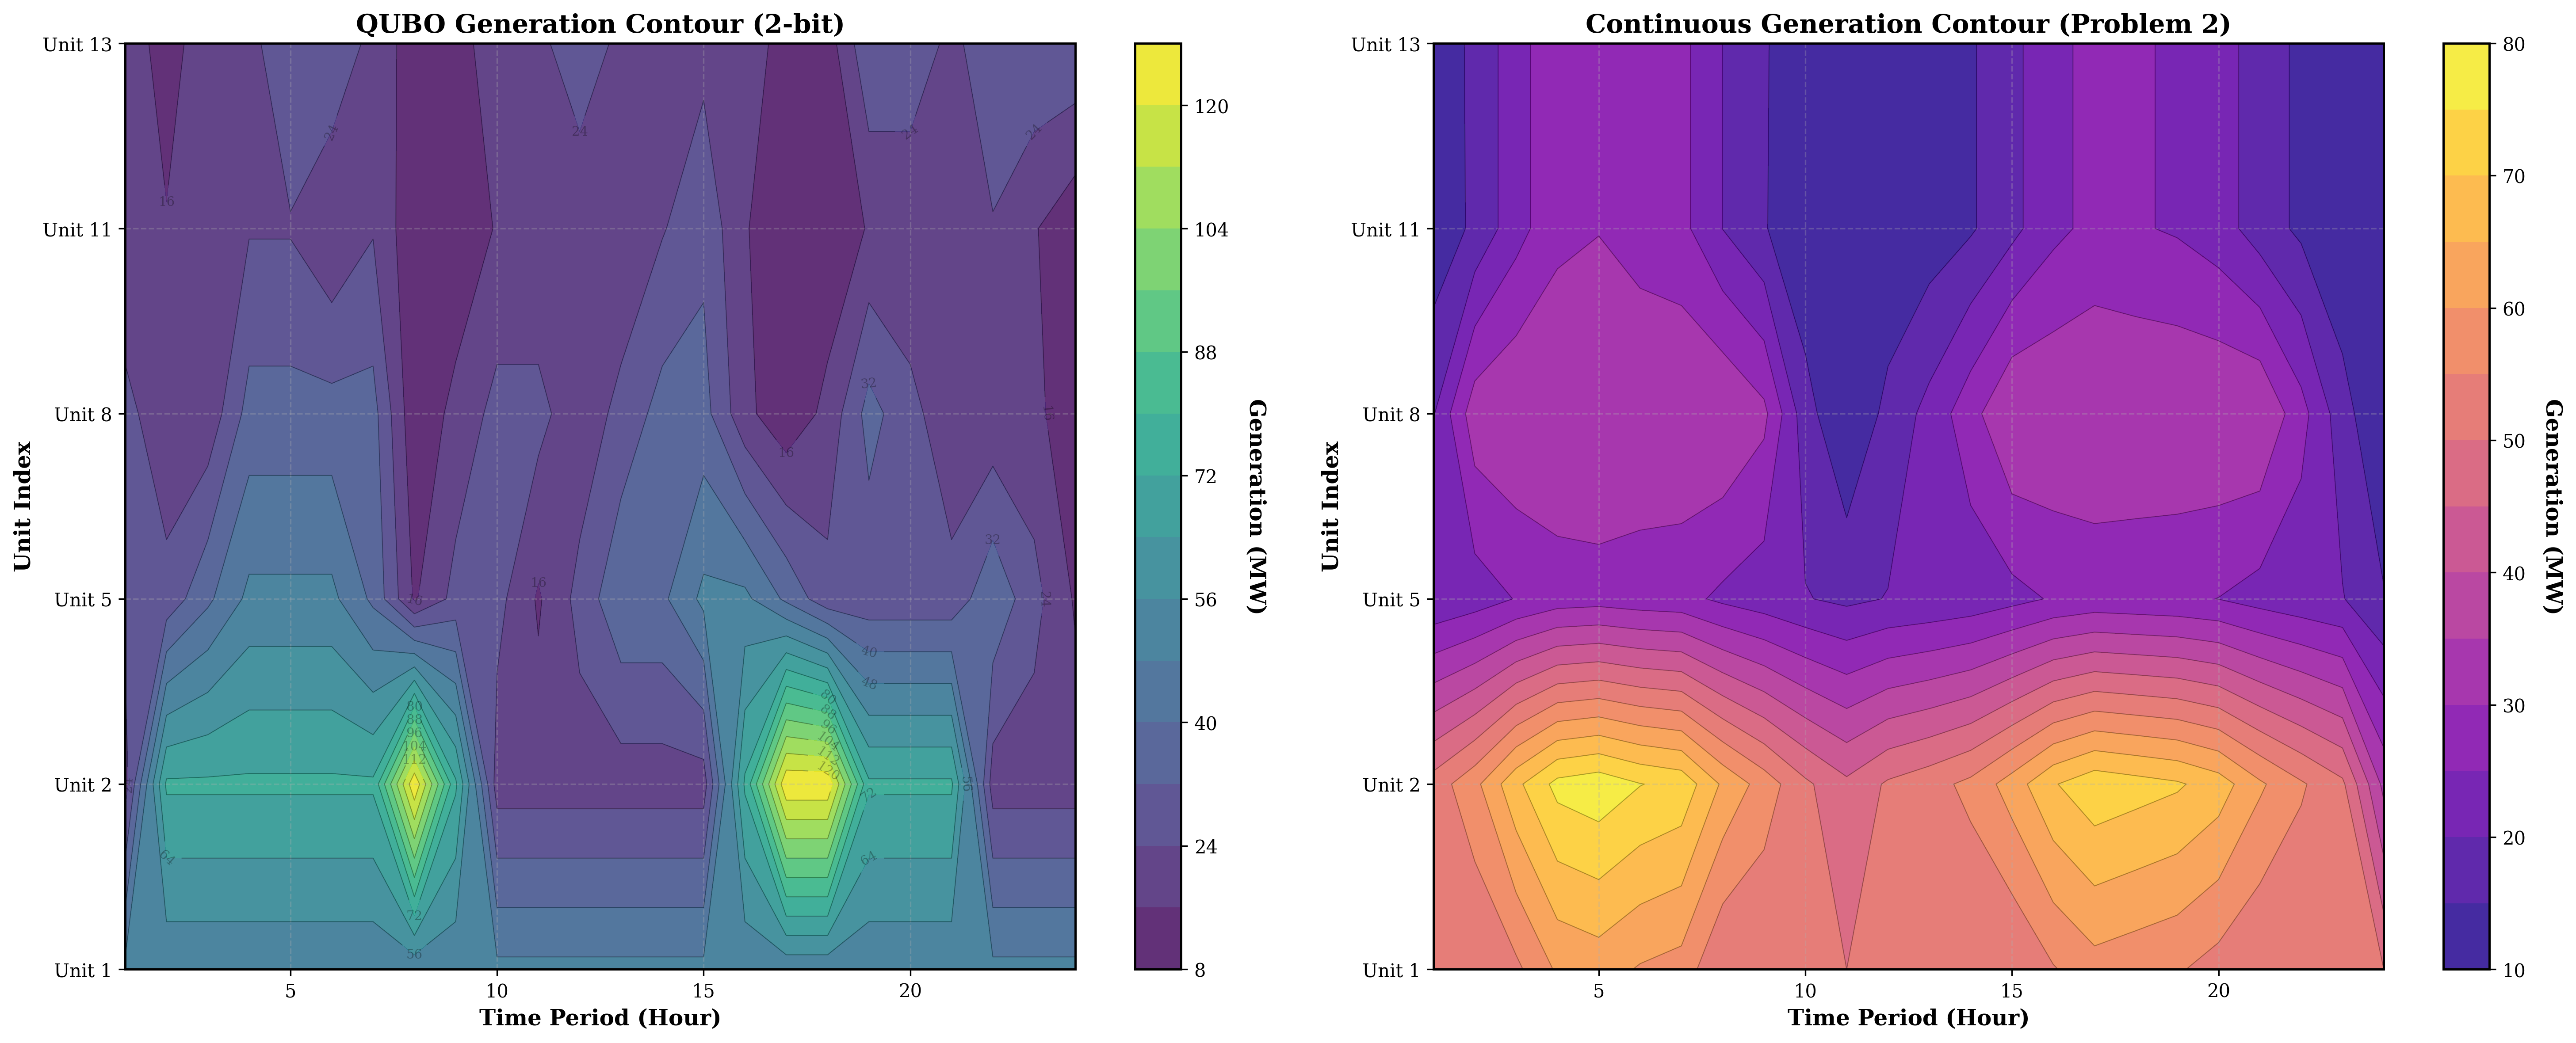 QUBO Generation Contour (2-bit)
Unit 13
Unit 11
Unit 8
Unit 5
Unit 2
Unit 1
Unit Index
5
10
15
20
Time Period (Hour)
24
24
24
24
16
32
16
15
32
16
16
24
40
48
80
88
96
104
112
80
88
96
104
112
120
72
56
64
64
72
56
120
104
88
72
56
40
24
8
Generation (MW)
Continuous Generation Contour (Problem 2)
Unit 13
Unit 11
Unit 8
Unit 5
Unit 2
Unit 1
Unit Index
5
10
15
20
Time Period (Hour)
80
70
60
50
40
30
20
10
Generation (MW)